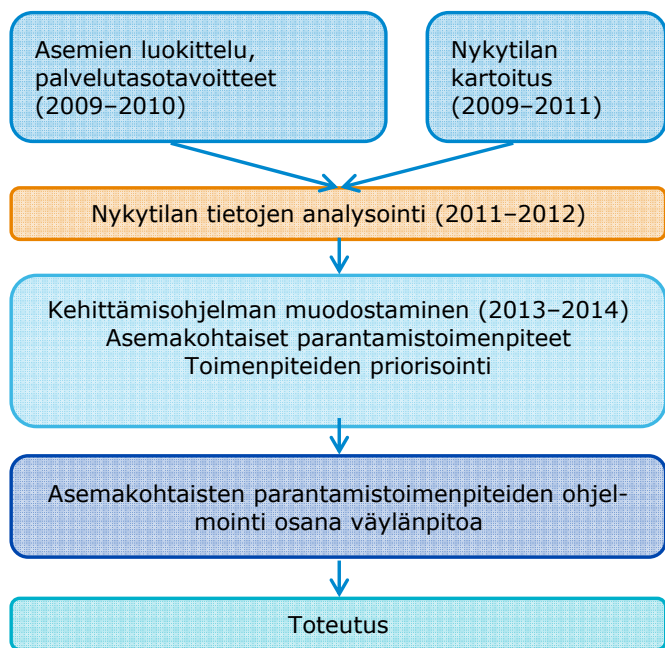 Asemien luokittelu,
palvelutasotavoitteet
(2009–2010)
Nykytilan
kartoitus
(2009–2011)
Nykytilan tietojen analysointi (2011–2012)
Kehittämisohjelman muodostaminen (2013–2014)
Asemakohtaiset parantamistoimenpiteet
Toimenpiteiden priorisointi
Asemakohtaisten parantamistoimenpiteiden ohjel-
mointi osana väylänpitoa
Toteutus